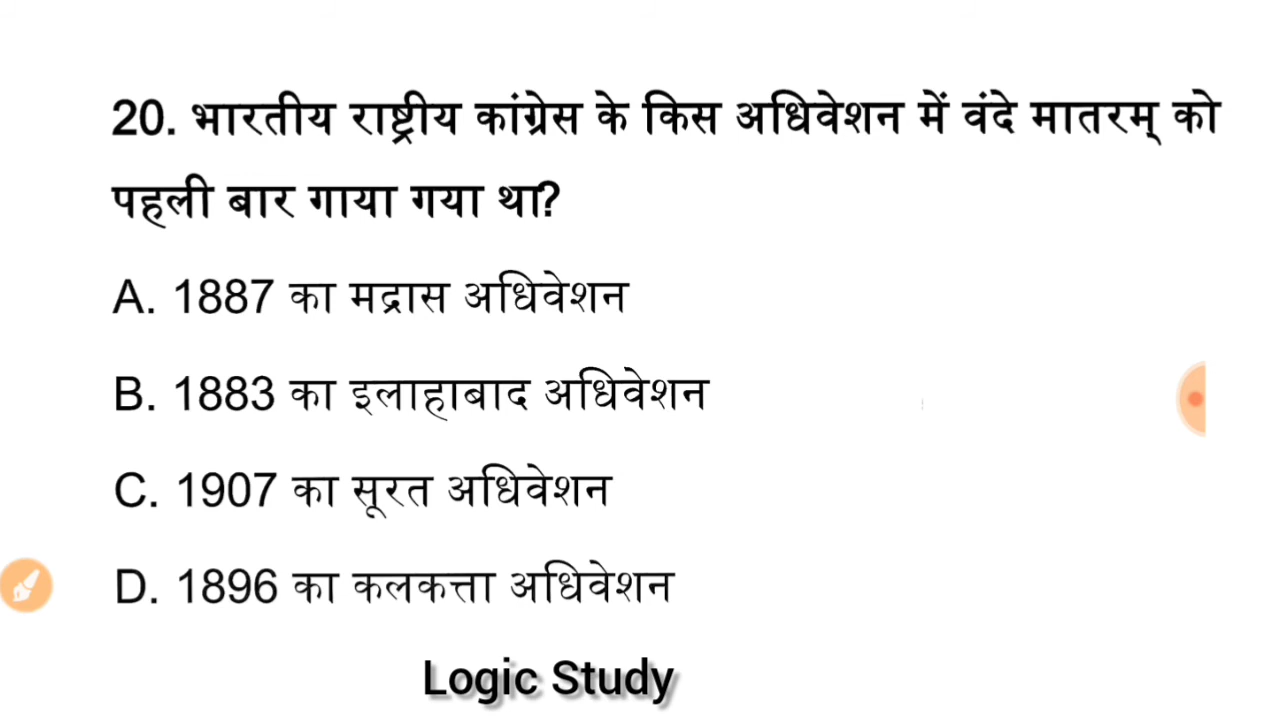 20. भारतीय राष्ट्रीय कांग्रेस के किस अधिवेशन में वंदे मातरम् को
पहली बार गाया गया था?
A. 1887 का मद्रास अधिवेशन
B. 1883 का इलाहाबाद अधिवेशन
C. 1907 का सूरत अधिवेशन
D. 1896 का कलकत्ता अधिवेशन
Logic Study